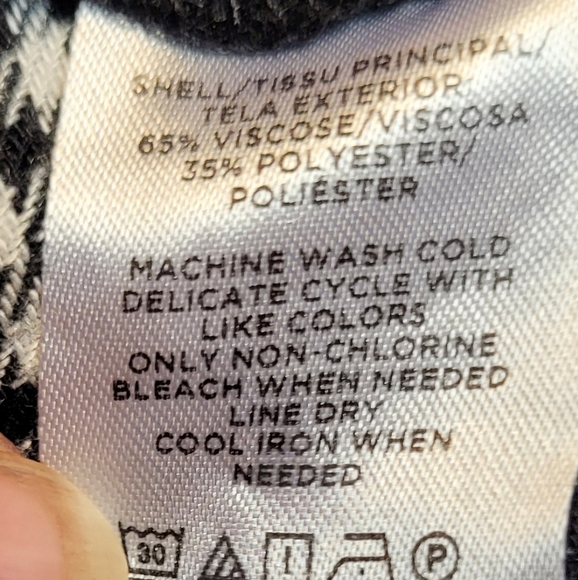 SHELL/TISSU PRINCIPAL/
TELA EXTERIOR
65% VISCOSE/VISCOSA
35% POLYESTER/
POLIÉSTER
MACHINE WASH COLD
DELICATE CYCLE WITH
LIKE COLORS
ONLY NON-CHLORINE
BLEACH WHEN NEEDED
LINE DRY
COOL IRON WHEN
NEEDED
30 P